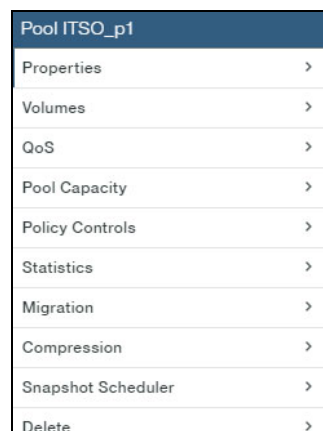 Pool ITSO_p1
Properties
Volumes
QoS
Pool Capacity
Policy Controls
Statistics
Migration
Compression
Snapshot Scheduler
Delete